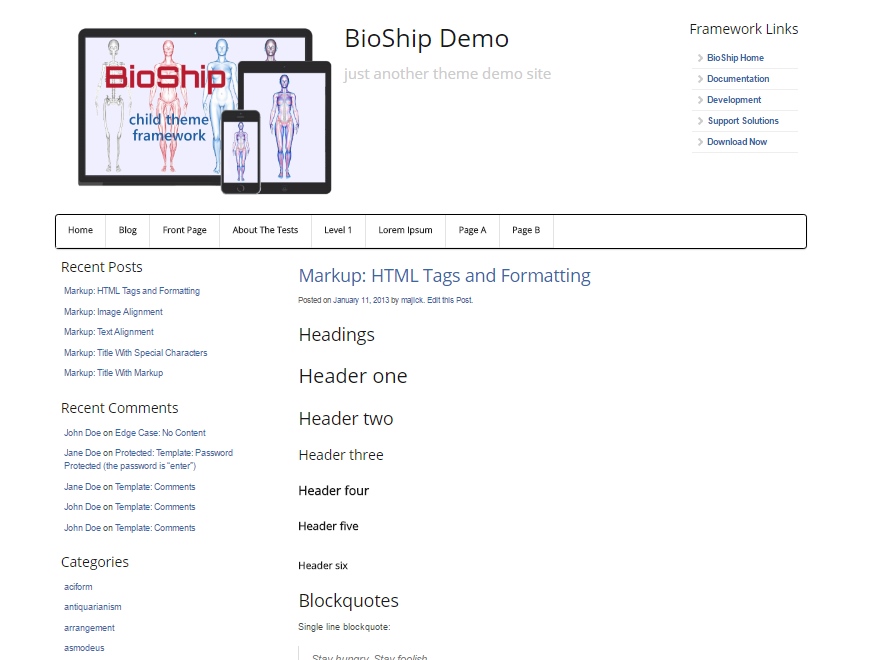 BioShip
child theme
framework
BioShip Demo
just another theme demo site
Framework Links
BioShip Home
Documentation
Development
Support Solutions
Download Now
Home
Blog
Front Page
About The Tests
Level 1
Lorem Ipsum
Page A
Page B
Recent Posts
Markup: HTML Tags and Formatting
Markup: Image Alignment
Markup: Text Alignment
Markup: Title With Special Characters
Markup: Title With Markup
Recent Comments
John Doe on Edge Case: No Content
Jane Doe on Protected: Template: Password
Protected (the password is "enter")
Jane Doe on Template: Comments
John Doe on Template: Comments
John Doe on Template: Comments
Categories
aciform
antiquarianism
arrangement
asmodeus
Markup: HTML Tags and Formatting
Posted on January 11, 2013 by majick. Edit this Post.
Headings
Header one
Header two
Header three
Header four
Header five
Header six
Blockquotes
Single line blockquote:
Stay hungry. Stay foolish.